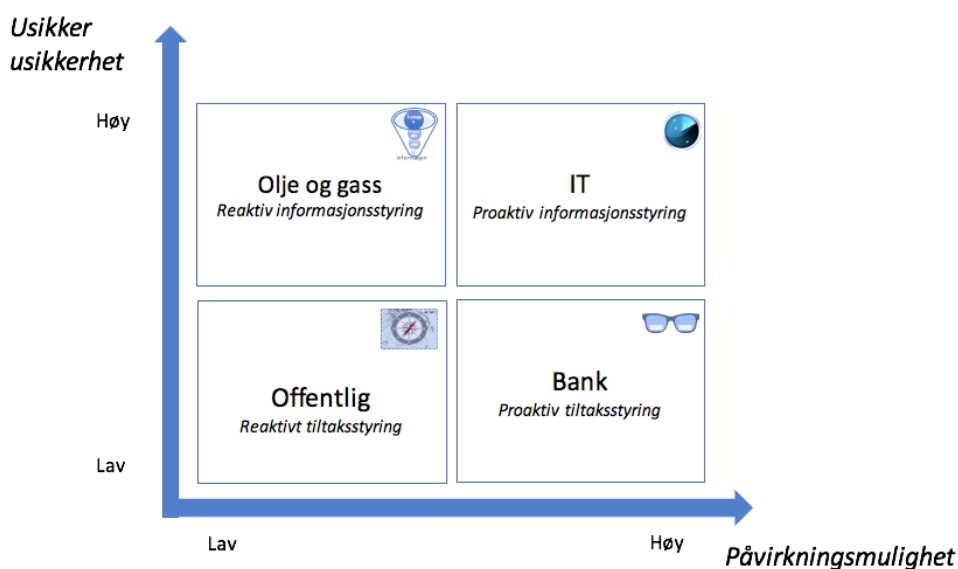 Usikker
usikkerhet
Høy
Olje og gass
Reaktiv informasjonsstyring
IT
Proaktiv informasjonsstyring
Offentlig
Reaktivt tiltaksstyring
Bank
Proaktiv tiltaksstyring
Lav
Lav
Høy
Påvirkningsmulighet